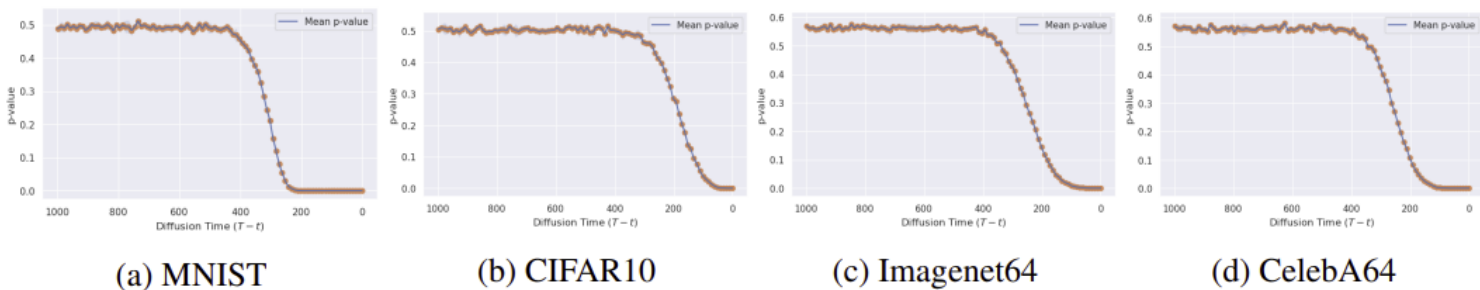 Mean p-value
p-value
0.5
0.4
0.3
0.2
0.1
0.0
1000 800 600 400 200 0
Diffusion Time (T − t)
(a) MNIST
Mean p-value
p-value
0.5
0.4
0.3
0.2
0.1
0.0
1000 800 600 400 200 0
Diffusion Time (T − t)
(b) CIFAR10
Mean p-value
p-value
0.6
0.5
0.4
0.3
0.2
0.1
0.0
1000 800 600 400 200 0
Diffusion Time (T − t)
(c) Imagenet64
Mean p-value
p-value
0.6
0.5
0.4
0.3
0.2
0.1
0.0
1000 800 600 400 200 0
Diffusion Time (T − t)
(d) CelebA64